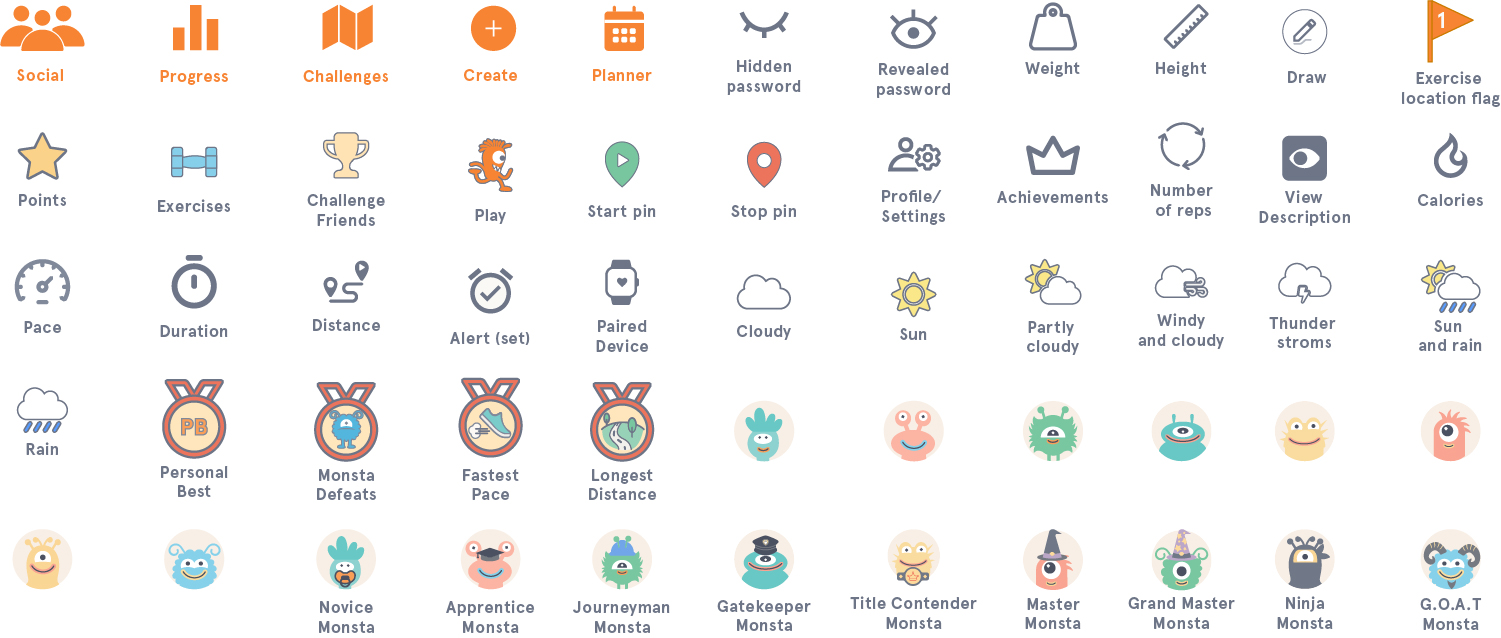 Social
Progress
Challenges
Create
Planner
Hidden
password
Revealed
password
Weight
Height
Draw
1
Exercise
location flag
Points
Exercises
Challenge
Friends
Play
Start pin
Stop pin
Profile/
Settings
Achievements
Number
of reps
View
Description
Calories
Pace
Duration
Distance
Alert (set)
Paired
Device
Cloudy
Sun
Partly
cloudy
Windy
and cloudy
Thunder
stroms
Sun
and rain
Rain
PB
Personal
Best
Monsta
Defeats
Fastest
Pace
Longest
Distance
Novice
Monsta
Apprentice
Monsta
Journeyman
Monsta
Gatekeeper
Monsta
Title Contender
Monsta
Master
Monsta
Grand Master
Monsta
Ninja
Monsta
G.O.A.T
Monsta